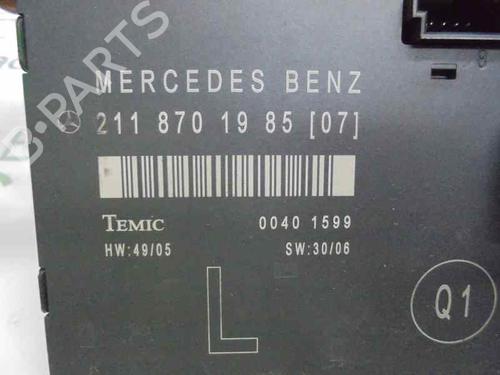 B-PARTS
MERCEDES BENZ
211 870 19 85 [07]
TEMIC 0040 1599
HW:49/05 SW:30/06
L
Q1